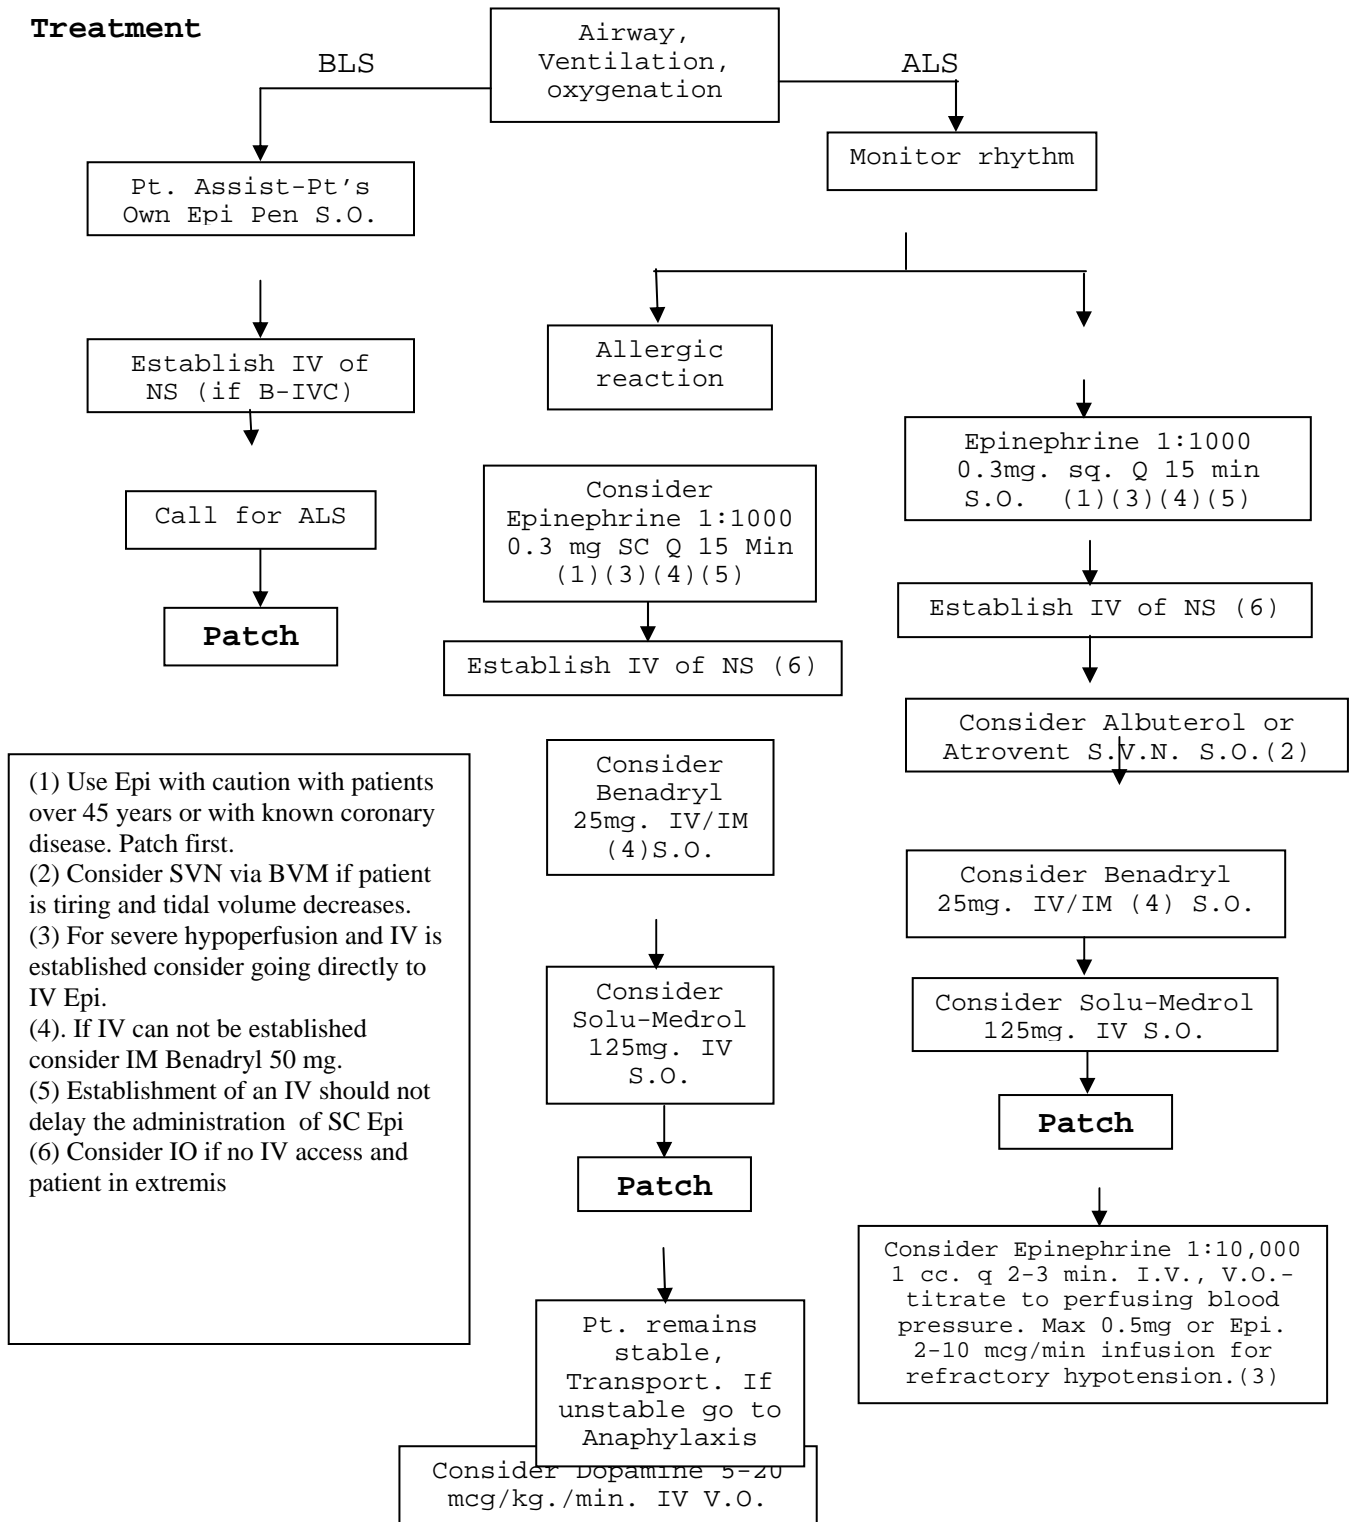 Treatment
Airway,
Ventilation,
oxygenation
BLS
ALS
Pt. Assist-Pt's
Own Epi Pen S.O.
Establish IV of
NS (if B-IVC)
Call for ALS
Patch
Monitor rhythm
Allergic
reaction
Consider
Epinephrine 1:1000
0.3 mg SC Q 15 Min
(1)(3)(4)(5)
Establish IV of NS (6)
Consider
Benadryl
25mg. IV/IM
(4)S.O.
Consider
Solu-Medrol
125mg. IV
S.O.
Patch
Pt. remains
stable,
Transport. If
unstable go to
Anaphylaxis
Consider Dopamine 5-20
mcg/kg./min. IV V.O.
Epinephrine 1:1000
0.3mg. sq. Q 15 min
S.O. (1)(3)(4)(5)
Establish IV of NS (6)
Consider Albuterol or
Atrovent S.V.N. S.O.(2)
Consider Benadryl
25mg. IV/IM (4) S.O.
Consider Solu-Medrol
125mg. IV S.O.
Patch
Consider Epinephrine 1:10,000
1 cc. q 2-3 min. I.V., V.O.-
titrate to perfusing blood
pressure. Max 0.5mg or Epi.
2-10 mcg/min infusion for
refractory hypotension.(3)
(1) Use Epi with caution with patients
over 45 years or with known coronary
disease. Patch first.
(2) Consider SVN via BVM if patient
is tiring and tidal volume decreases.
(3) For severe hypoperfusion and IV is
established consider going directly to
IV Epi.
(4). If IV can not be established
consider IM Benadryl 50 mg.
(5) Establishment of an IV should not
delay the administration of SC Epi
(6) Consider IO if no IV access and
patient in extremis